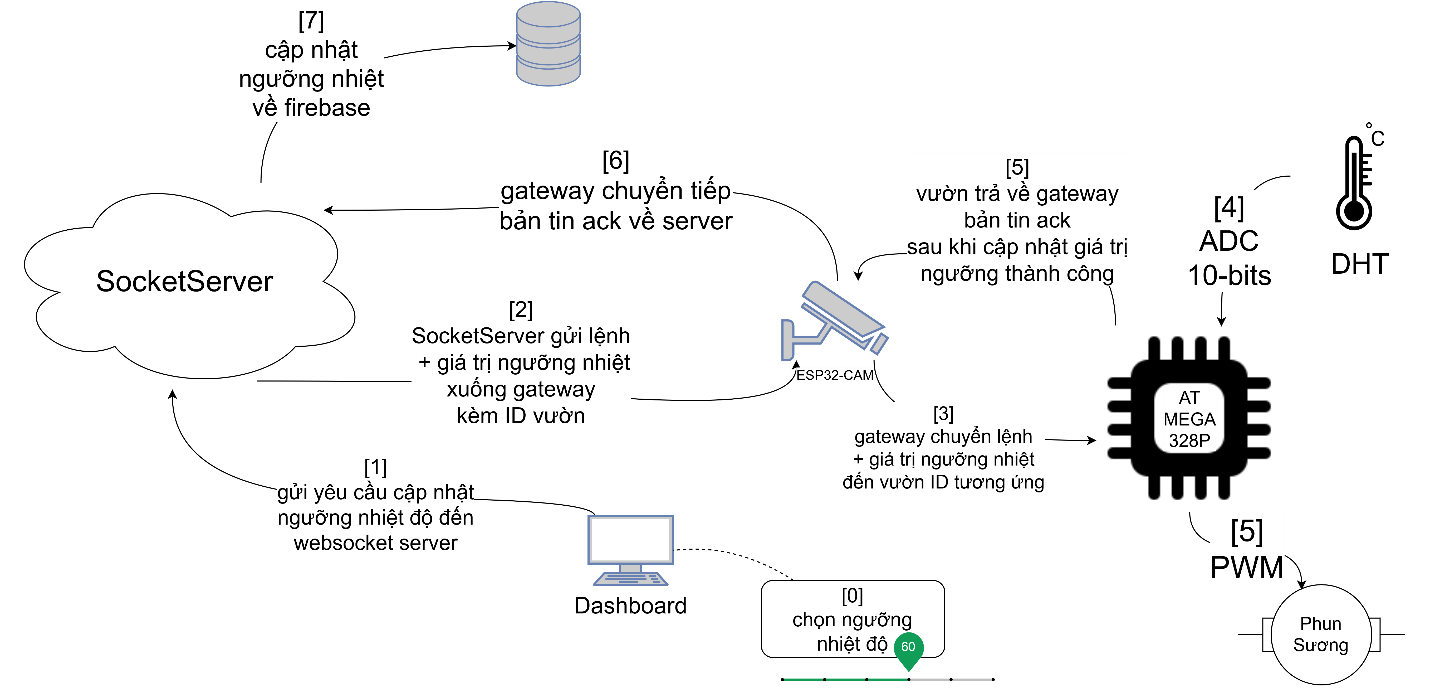 [7]
cập nhật
ngưỡng nhiệt
về firebase
[6]
gateway chuyển tiếp
bản tin ack về server
[5]
vườn trả về gateway
bản tin ack
sau khi cập nhật giá trị
ngưỡng thành công
[4]
ADC
10-bits
°C
DHT
SocketServer
[2]
SocketServer gửi lệnh
+ giá trị ngưỡng nhiệt
xuống gateway
kèm ID vườn
ESP32-CAM
[3]
gateway chuyển lệnh
+ giá trị ngưỡng nhiệt
đến vườn ID tương ứng
AT
MEGA
328P
[1]
gửi yêu cầu cập nhật
ngưỡng nhiệt độ đến
websocket server
Dashboard
[0]
chọn ngưỡng
nhiệt độ
60
[5]
PWM
Phun
Sương